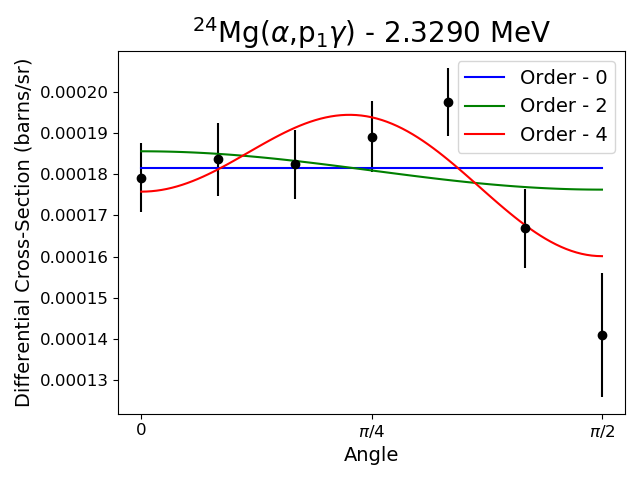 ²⁴Mg(α,p₁γ) - 2.3290 MeV
Differential Cross-Section (barns/sr)
0.00020
0.00019
0.00018
0.00017
0.00016
0.00015
0.00014
0.00013
Order - 0
Order - 2
Order - 4
0
π/4
π/2
Angle